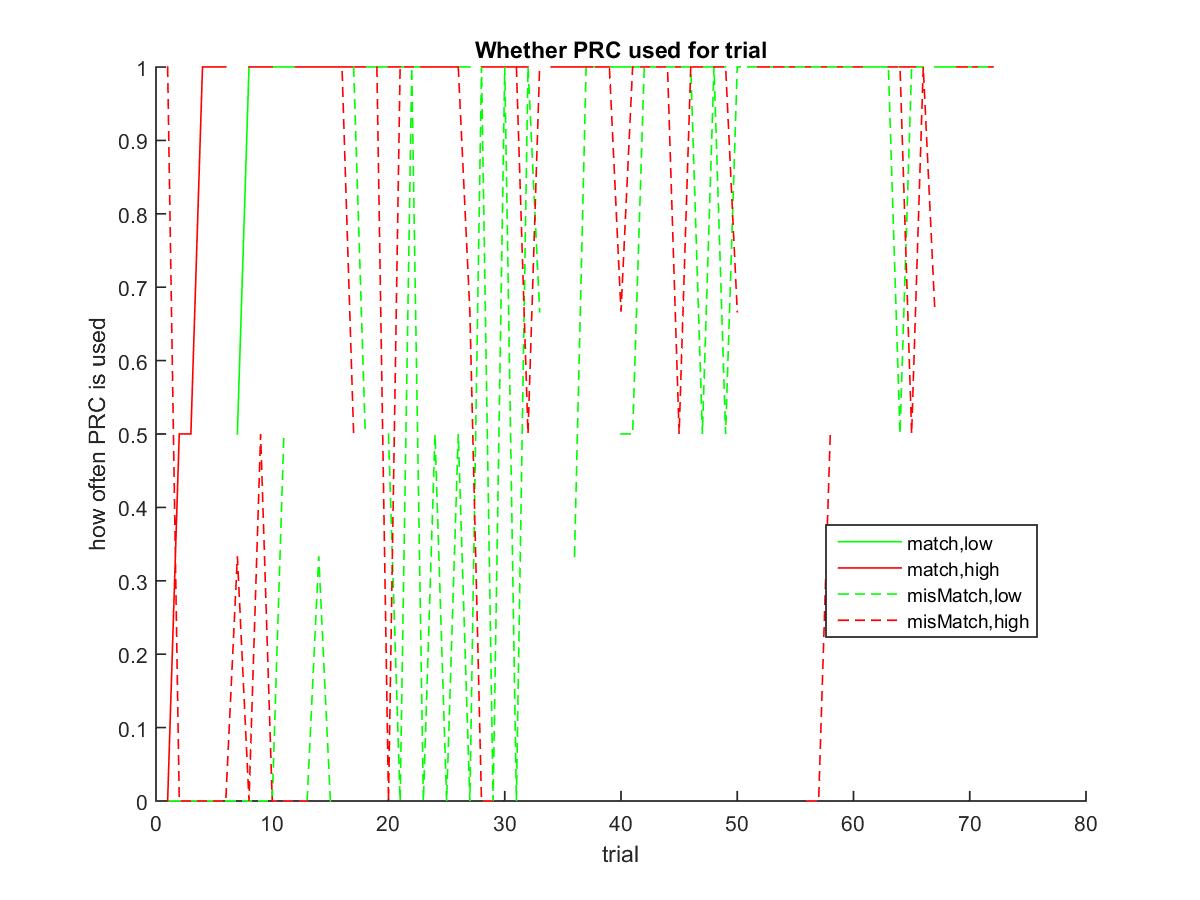 Whether PRC used for trial
1
0.9
0.8
0.7
0.6
0.5
0.4
0.3
0.2
0.1
0
how often PRC is used
match,low
match,high
misMatch,low
misMatch,high
0 10 20 30 40 50 60 70 80
trial